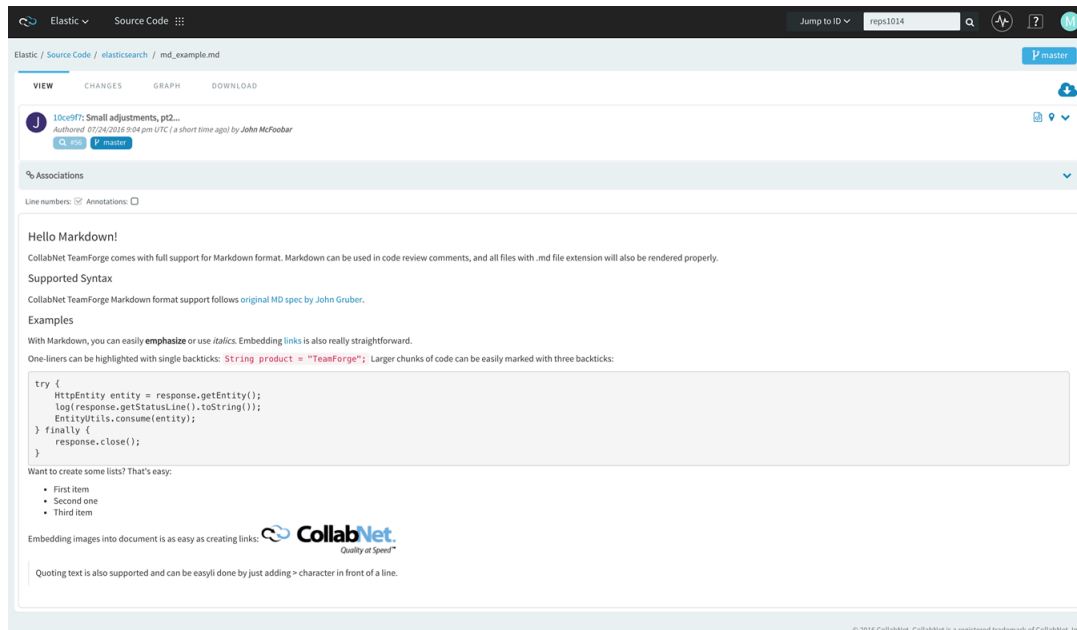 Elastic Source Code Jump to ID reps1014 ? M
Elastic / Source Code / elasticsearch / md_example.md master
VIEW CHANGES GRAPH DOWNLOAD
J 10ce9f7: Small adjustments, pt2...
Authored 07/24/2016 9:04 pm UTC ( a short time ago) by John McFoobar
#56 master
Associations
Line numbers: Annotations:
Hello Markdown!
CollabNet TeamForge comes with full support for Markdown format. Markdown can be used in code review comments, and all files with .md file extension will also be rendered properly.
Supported Syntax
CollabNet TeamForge Markdown format support follows original MD spec by John Gruber.
Examples
With Markdown, you can easily emphasize or use italics. Embedding links is also really straightforward.
One-liners can be highlighted with single backticks: String product = "TeamForge"; Larger chunks of code can be easily marked with three backticks:
try {
    HttpEntity entity = response.getEntity();
    log(response.getStatusLine().toString());
    EntityUtils.consume(entity);
} finally {
    response.close();
}
Want to create some lists? That's easy:
• First item
• Second one
• Third item
Embedding images into document is as easy as creating links: CollabNet.
Quality at Speed™
Quoting text is also supported and can be easyli done by just adding > character in front of a line.
© 2016 CollabNet. CollabNet is a registered trademark of CollabNet,